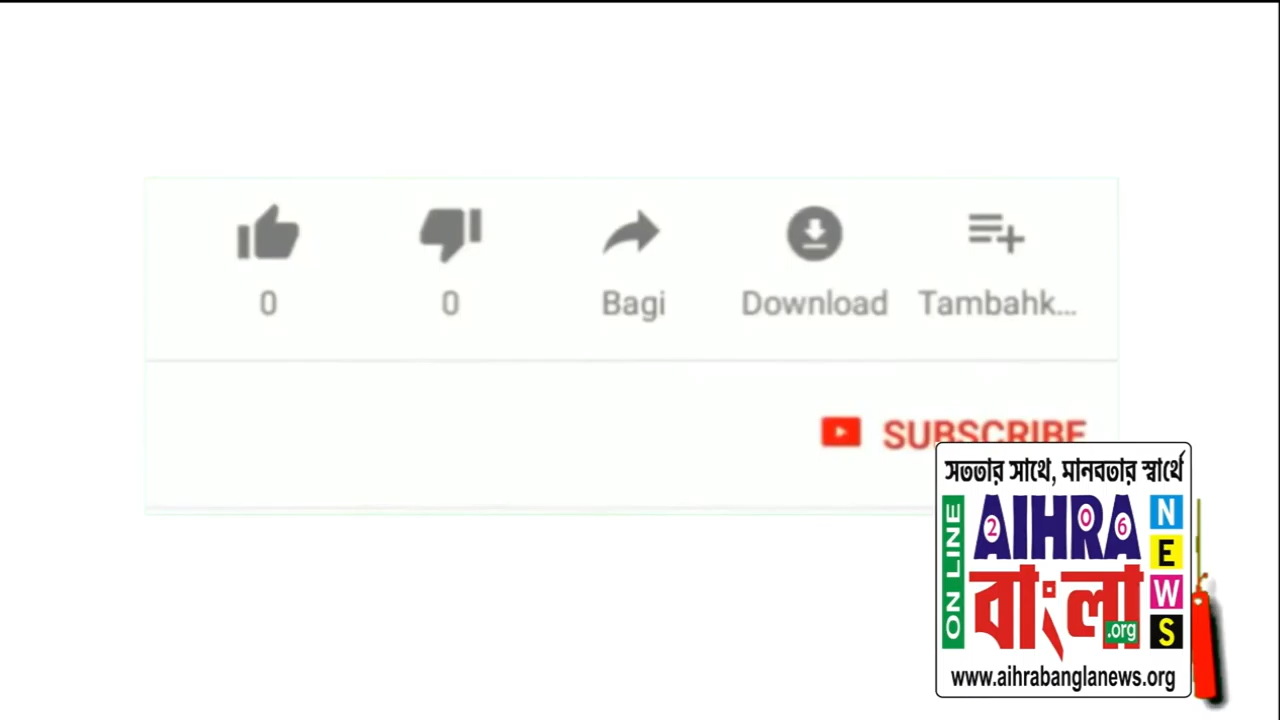 0 0 Bagi Download Tambahk...
SUBSCRIBE
সততার সাথে, মানবতার স্বার্থে
ON LINE
AIHRA
2 0 6
NEWS
বাংলা
.org
www.aihrabanglanews.org